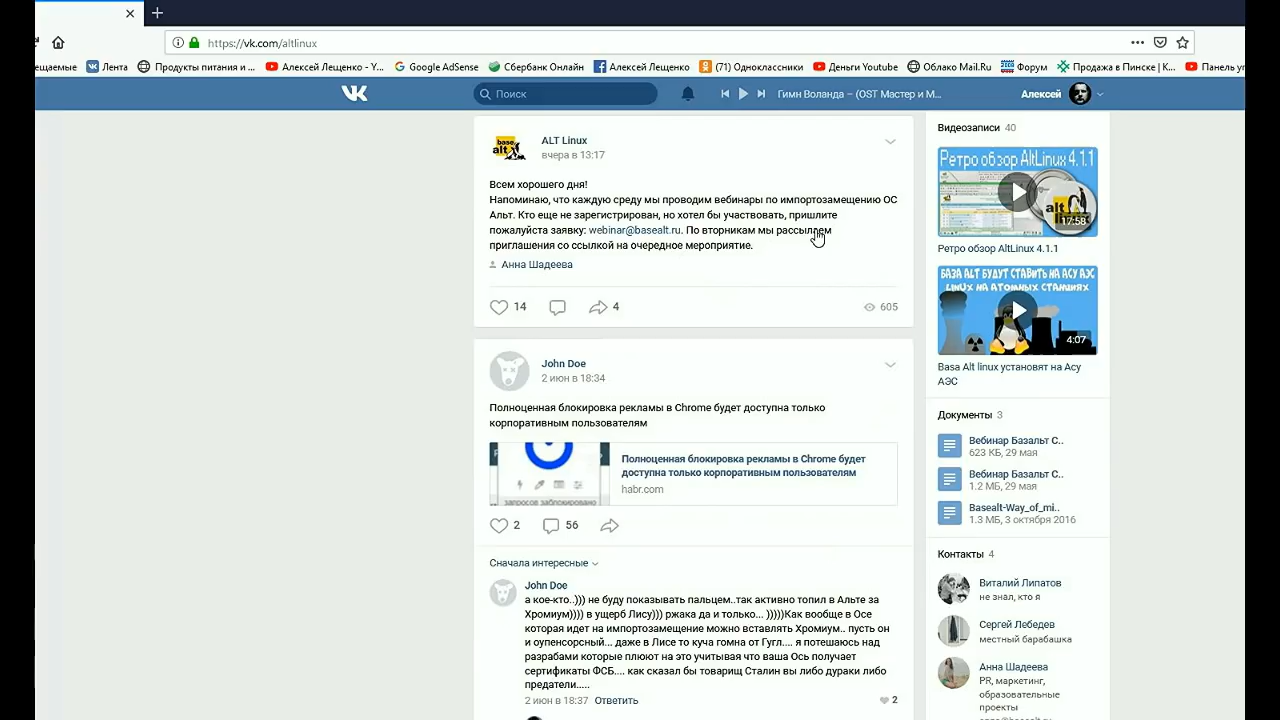 https://vk.com/altlinux
Лента
Продукты питания и ...
Алексей Лещенко - Y...
Google AdSense
Сбербанк Онлайн
Алексей Лещенко
(71) Одноклассники
Деньги Youtube
Облако Mail.Ru
Форум
Продажа в Пинске | К...
Поиск
Гимн Воланда – (OST Мастер и М...
Алексей
ALT Linux
вчера в 13:17
Всем хорошего дня!
Напоминаю, что каждую среду мы проводим вебинары по импортозамещению ОС
Альт. Кто еще не зарегистрирован, но хотел бы участвовать, пришлите
пожалуйста заявку: webinar@basealt.ru. По вторникам мы рассылаем
приглашения со ссылкой на очередное мероприятие.
Анна Шадеева
14
4
605
John Doe
2 июн в 18:34
Полноценная блокировка рекламы в Chrome будет доступна только
корпоративным пользователям
запросов заблокировано
Полноценная блокировка рекламы в Chrome будет
доступна только корпоративным пользователям
habr.com
2
56
Сначала интересные
John Doe
а кое-кто..))) не буду показывать пальцем..так активно топил в Альте за
Хромиум)))) в ущерб Лису))) ржака да и только... )))))Как вообще в Осе
которая идет на импортозамещение можно вставлять Хромиум.. пусть он
и оупенсорсный... даже в Лисе то куча гомна от Гугл.... я потешаюсь над
разрабами которые плюют на это учитывая что ваша Ось получает
сертификаты ФСБ.... как сказал бы товарищ Сталин вы либо дураки либо
предатели.....
2 июн в 18:37 Ответить
2
Видеозаписи 40
Ретро обзор AltLinux 4.1.1
base alt
17:58
Ретро обзор AltLinux 4.1.1
БАЗА ALT БУДУТ СТАВИТЬ НА АСУ АЭС
LINUX НА АТОМНЫХ СТАНЦИЯХ
4:07
Basa Alt linux установят на Асу
АЭС
Документы 3
Вебинар Базальт С..
623 КБ, 29 мая
Вебинар Базальт С..
1.2 МБ, 29 мая
Basealt-Way_of_mi..
1.3 МБ, 3 октября 2016
Контакты 4
Виталий Липатов
не знал, кто я
Сергей Лебедев
местный барабашка
Анна Шадеева
PR, маркетинг,
образовательные
проекты